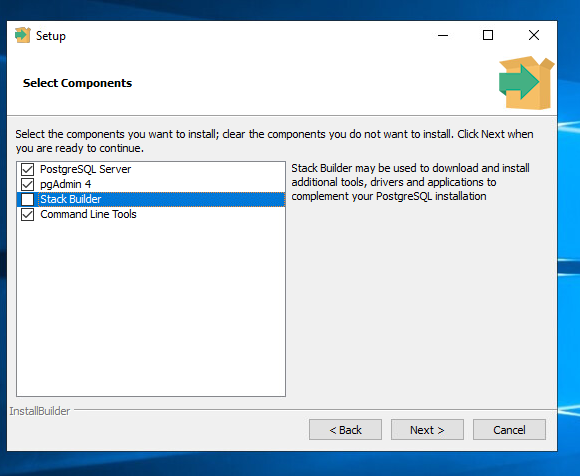 Setup
Select Components
Select the components you want to install; clear the components you do not want to install. Click Next when
you are ready to continue.
PostgreSQL Server
pgAdmin 4
Stack Builder
Command Line Tools
Stack Builder may be used to download and install
additional tools, drivers and applications to
complement your PostgreSQL installation
InstallBuilder
< Back
Next >
Cancel